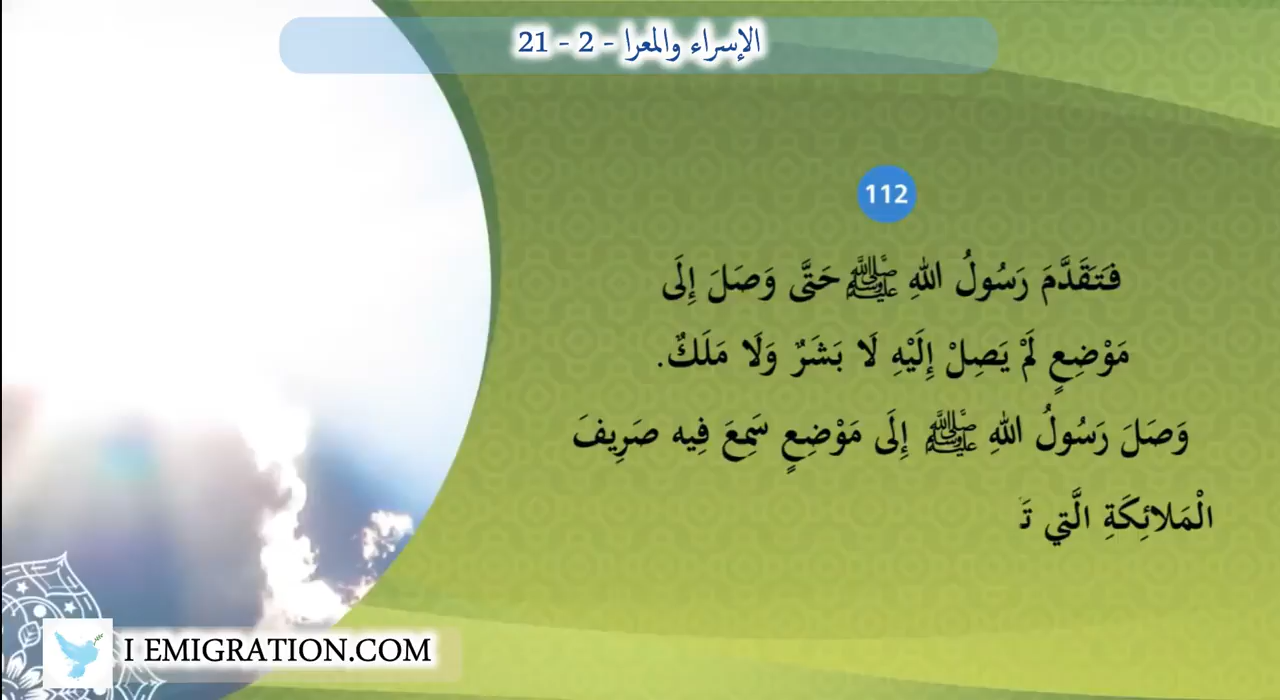 الإسراء والمعرا - 2 - 21
112
فَتَقَدَّمَ رَسُولُ اللهِ ﷺ حَتَّى وَصَلَ إِلَى
مَوْضِعٍ لَمْ يَصِلْ إِلَيْهِ لَا بَشَرٌ وَلَا مَلَكٌ.
وَصَلَ رَسُولُ اللهِ ﷺ إِلَى مَوْضِعٍ سَمِعَ فِيه صَرِيفَ
الْمَلائِكَةِ الَّتِي تَ
I EMIGRATION.COM